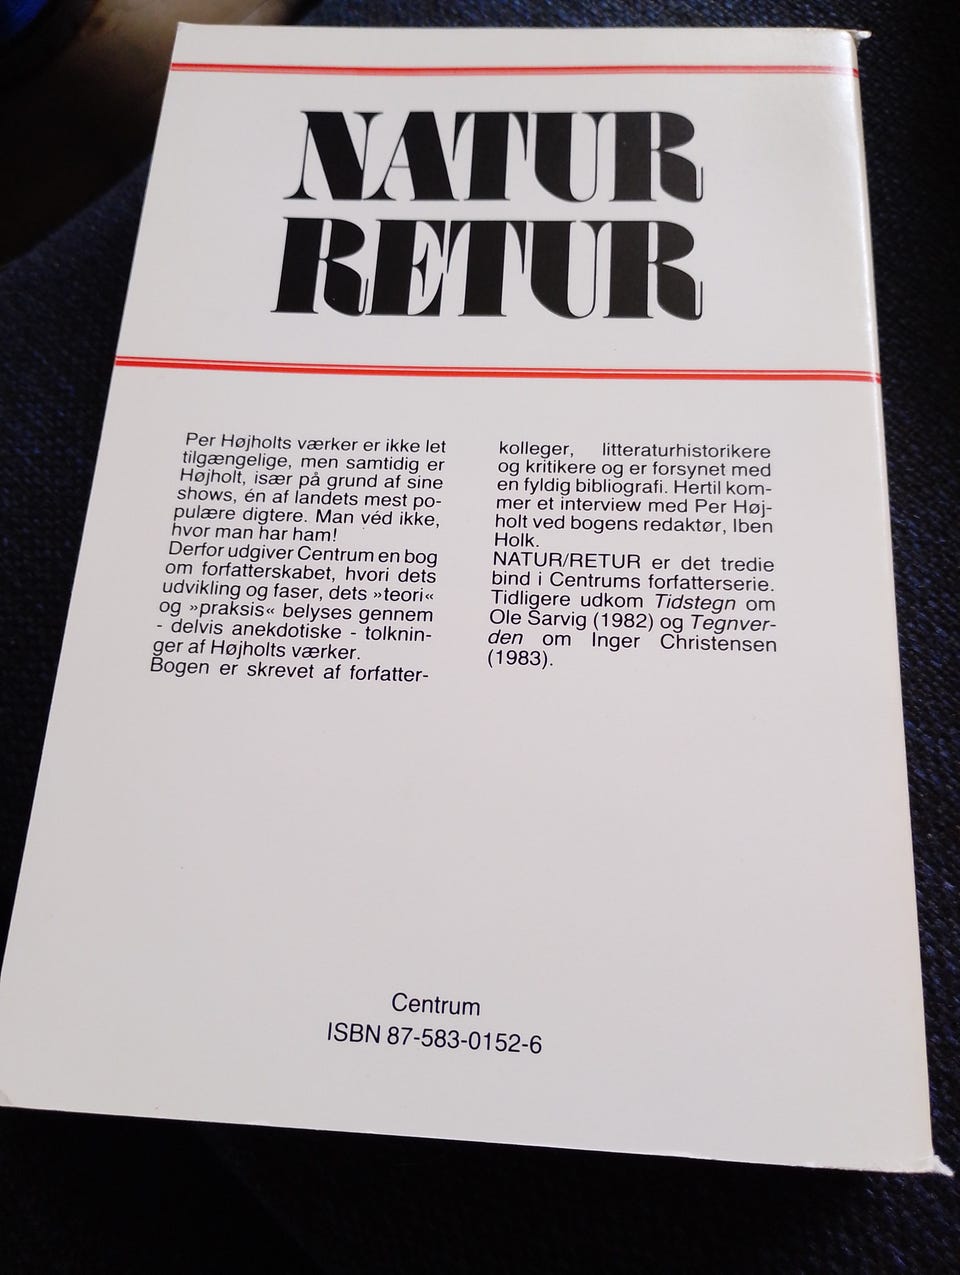 NATUR
RETUR
Per Højholts værker er ikke let
tilgængelige, men samtidig er
Højholt, især på grund af sine
shows, én af landets mest po-
pulære digtere. Man véd ikke,
hvor man har ham!
Derfor udgiver Centrum en bog
om forfatterskabet, hvori dets
udvikling og faser, dets »teori«
og »praksis« belyses gennem
- delvis anekdotiske - tolknin-
ger af Højholts værker.
Bogen er skrevet af forfatter-
kolleger, litteraturhistorikere
og kritikere og er forsynet med
en fyldig bibliografi. Hertil kom-
mer et interview med Per Høj-
holt ved bogens redaktør, Iben
Holk.
NATUR/RETUR er det tredie
bind i Centrums forfatterserie.
Tidligere udkom Tidstegn om
Ole Sarvig (1982) og Tegnver-
den om Inger Christensen
(1983).
Centrum
ISBN 87-583-0152-6